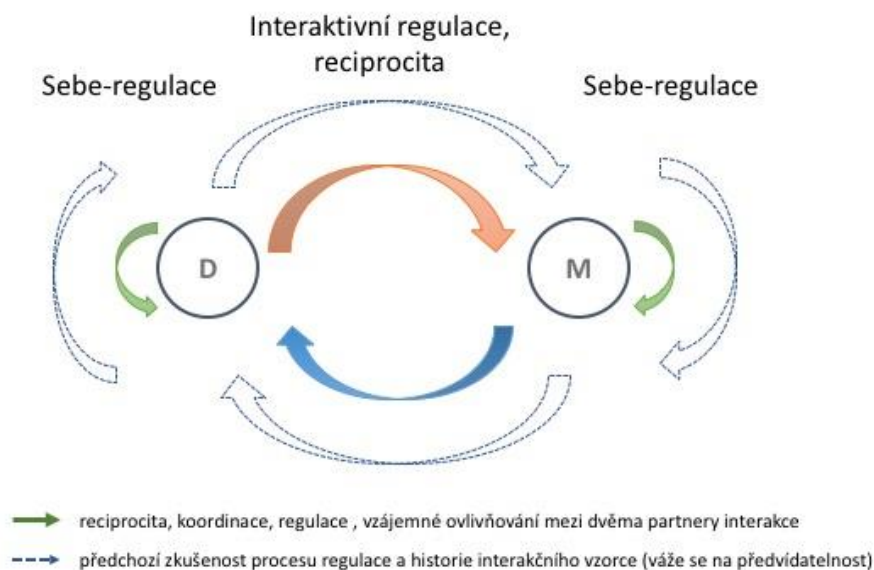 Interaktivní regulace,
reciprocita
Sebe-regulace
Sebe-regulace
D
M
reciprocita, koordinace, regulace , vzájemné ovlivňování mezi dvěma partnery interakce
předchozí zkušenost procesu regulace a historie interakčního vzorce (váže se na předvídatelnost)